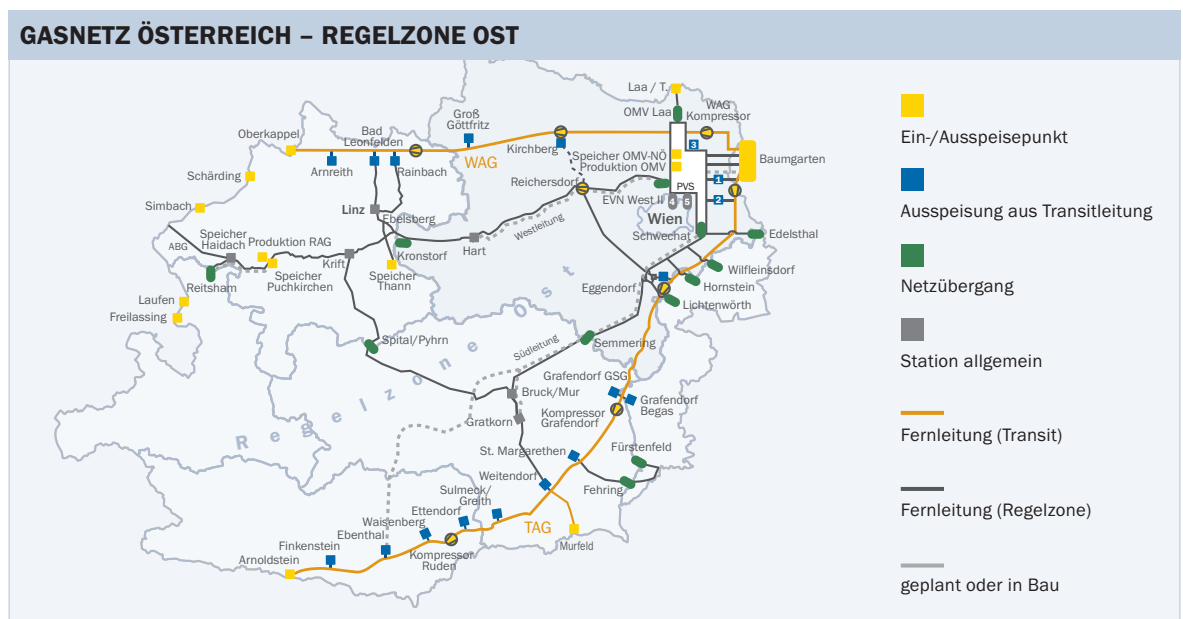 GASNETZ ÖSTERREICH – REGELZONE OST
Laa / T.
OMV Laa
WAG
Kompressor
Groß
Göttfritz
Oberkappel
Bad
Leonfelden
Kirchberg
WAG
3
Speicher OMV-NÖ
Produktion OMV
Baumgarten
Arnreith
Rainbach
Schärding
Reichersdorf
1
PVS
EVN West II
4
5
2
Simbach
Linz
Ebelsberg
Wien
Westleitung
Schwechat
Edelsthal
ABG
Speicher
Haidach
Produktion RAG
Hart
Kronstorf
Krift
Wilfleinsdorf
Reitsham
Speicher
Puchkirchen
Speicher
Thann
Eggendorf
Hornstein
Laufen
Lichtenwörth
Freilassing
Regelzone Ost
Spital/Pyhrn
Südleitung
Semmering
Grafendorf GSG
Bruck/Mur
Grafendorf
Begas
Kompressor
Grafendorf
Gratkorn
Fürstenfeld
St. Margarethen
Weitendorf
Fehring
Sulmeck/
Greith
Ettendorf
Waisenberg
Ebenthal
TAG
Finkenstein
Murfeld
Arnoldstein
Kompressor
Ruden
Ein-/Ausspeisepunkt
Ausspeisung aus Transitleitung
Netzübergang
Station allgemein
Fernleitung (Transit)
Fernleitung (Regelzone)
geplant oder in Bau